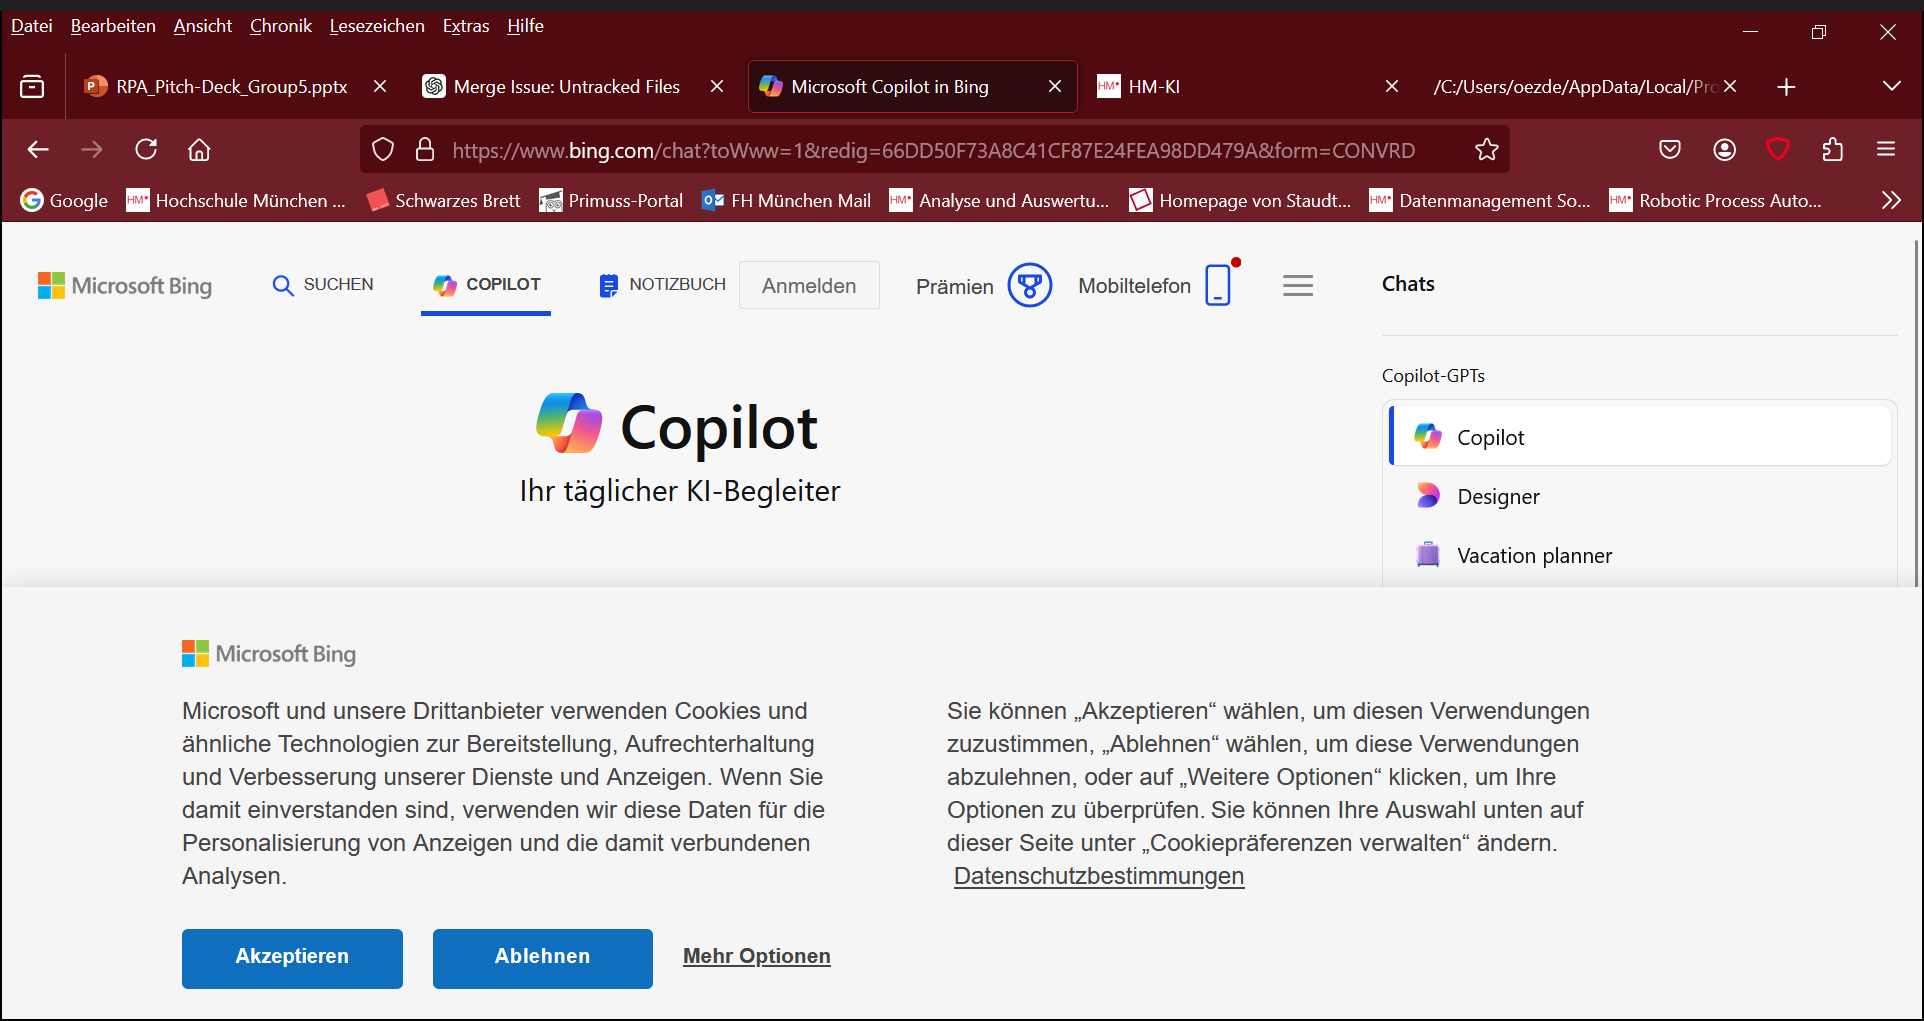 Datei Bearbeiten Ansicht Chronik Lesezeichen Extras Hilfe
RPA_Pitch-Deck_Group5.pptx Merge Issue: Untracked Files Microsoft Copilot in Bing HM-KI /C:/Users/oezde/AppData/Local/Pro
https://www.bing.com/chat?toWww=1&redig=66DD50F73A8C41CF87E24FEA98DD479A&form=CONVRD
Google Hochschule München ... Schwarzes Brett Primuss-Portal FH München Mail Analyse und Auswertu... Homepage von Staudt... Datenmanagement So... Robotic Process Auto...
Microsoft Bing SUCHEN COPILOT NOTIZBUCH Anmelden Prämien Mobiltelefon Chats
Copilot-GPTs
Copilot
Ihr täglicher KI-Begleiter
Copilot
Designer
Vacation planner
Microsoft Bing
Microsoft und unsere Drittanbieter verwenden Cookies und
ähnliche Technologien zur Bereitstellung, Aufrechterhaltung
und Verbesserung unserer Dienste und Anzeigen. Wenn Sie
damit einverstanden sind, verwenden wir diese Daten für die
Personalisierung von Anzeigen und die damit verbundenen
Analysen.
Sie können „Akzeptieren“ wählen, um diesen Verwendungen
zuzustimmen, „Ablehnen“ wählen, um diese Verwendungen
abzulehnen, oder auf „Weitere Optionen“ klicken, um Ihre
Optionen zu überprüfen. Sie können Ihre Auswahl unten auf
dieser Seite unter „Cookiepräferenzen verwalten“ ändern.
Datenschutzbestimmungen
Akzeptieren Ablehnen Mehr Optionen